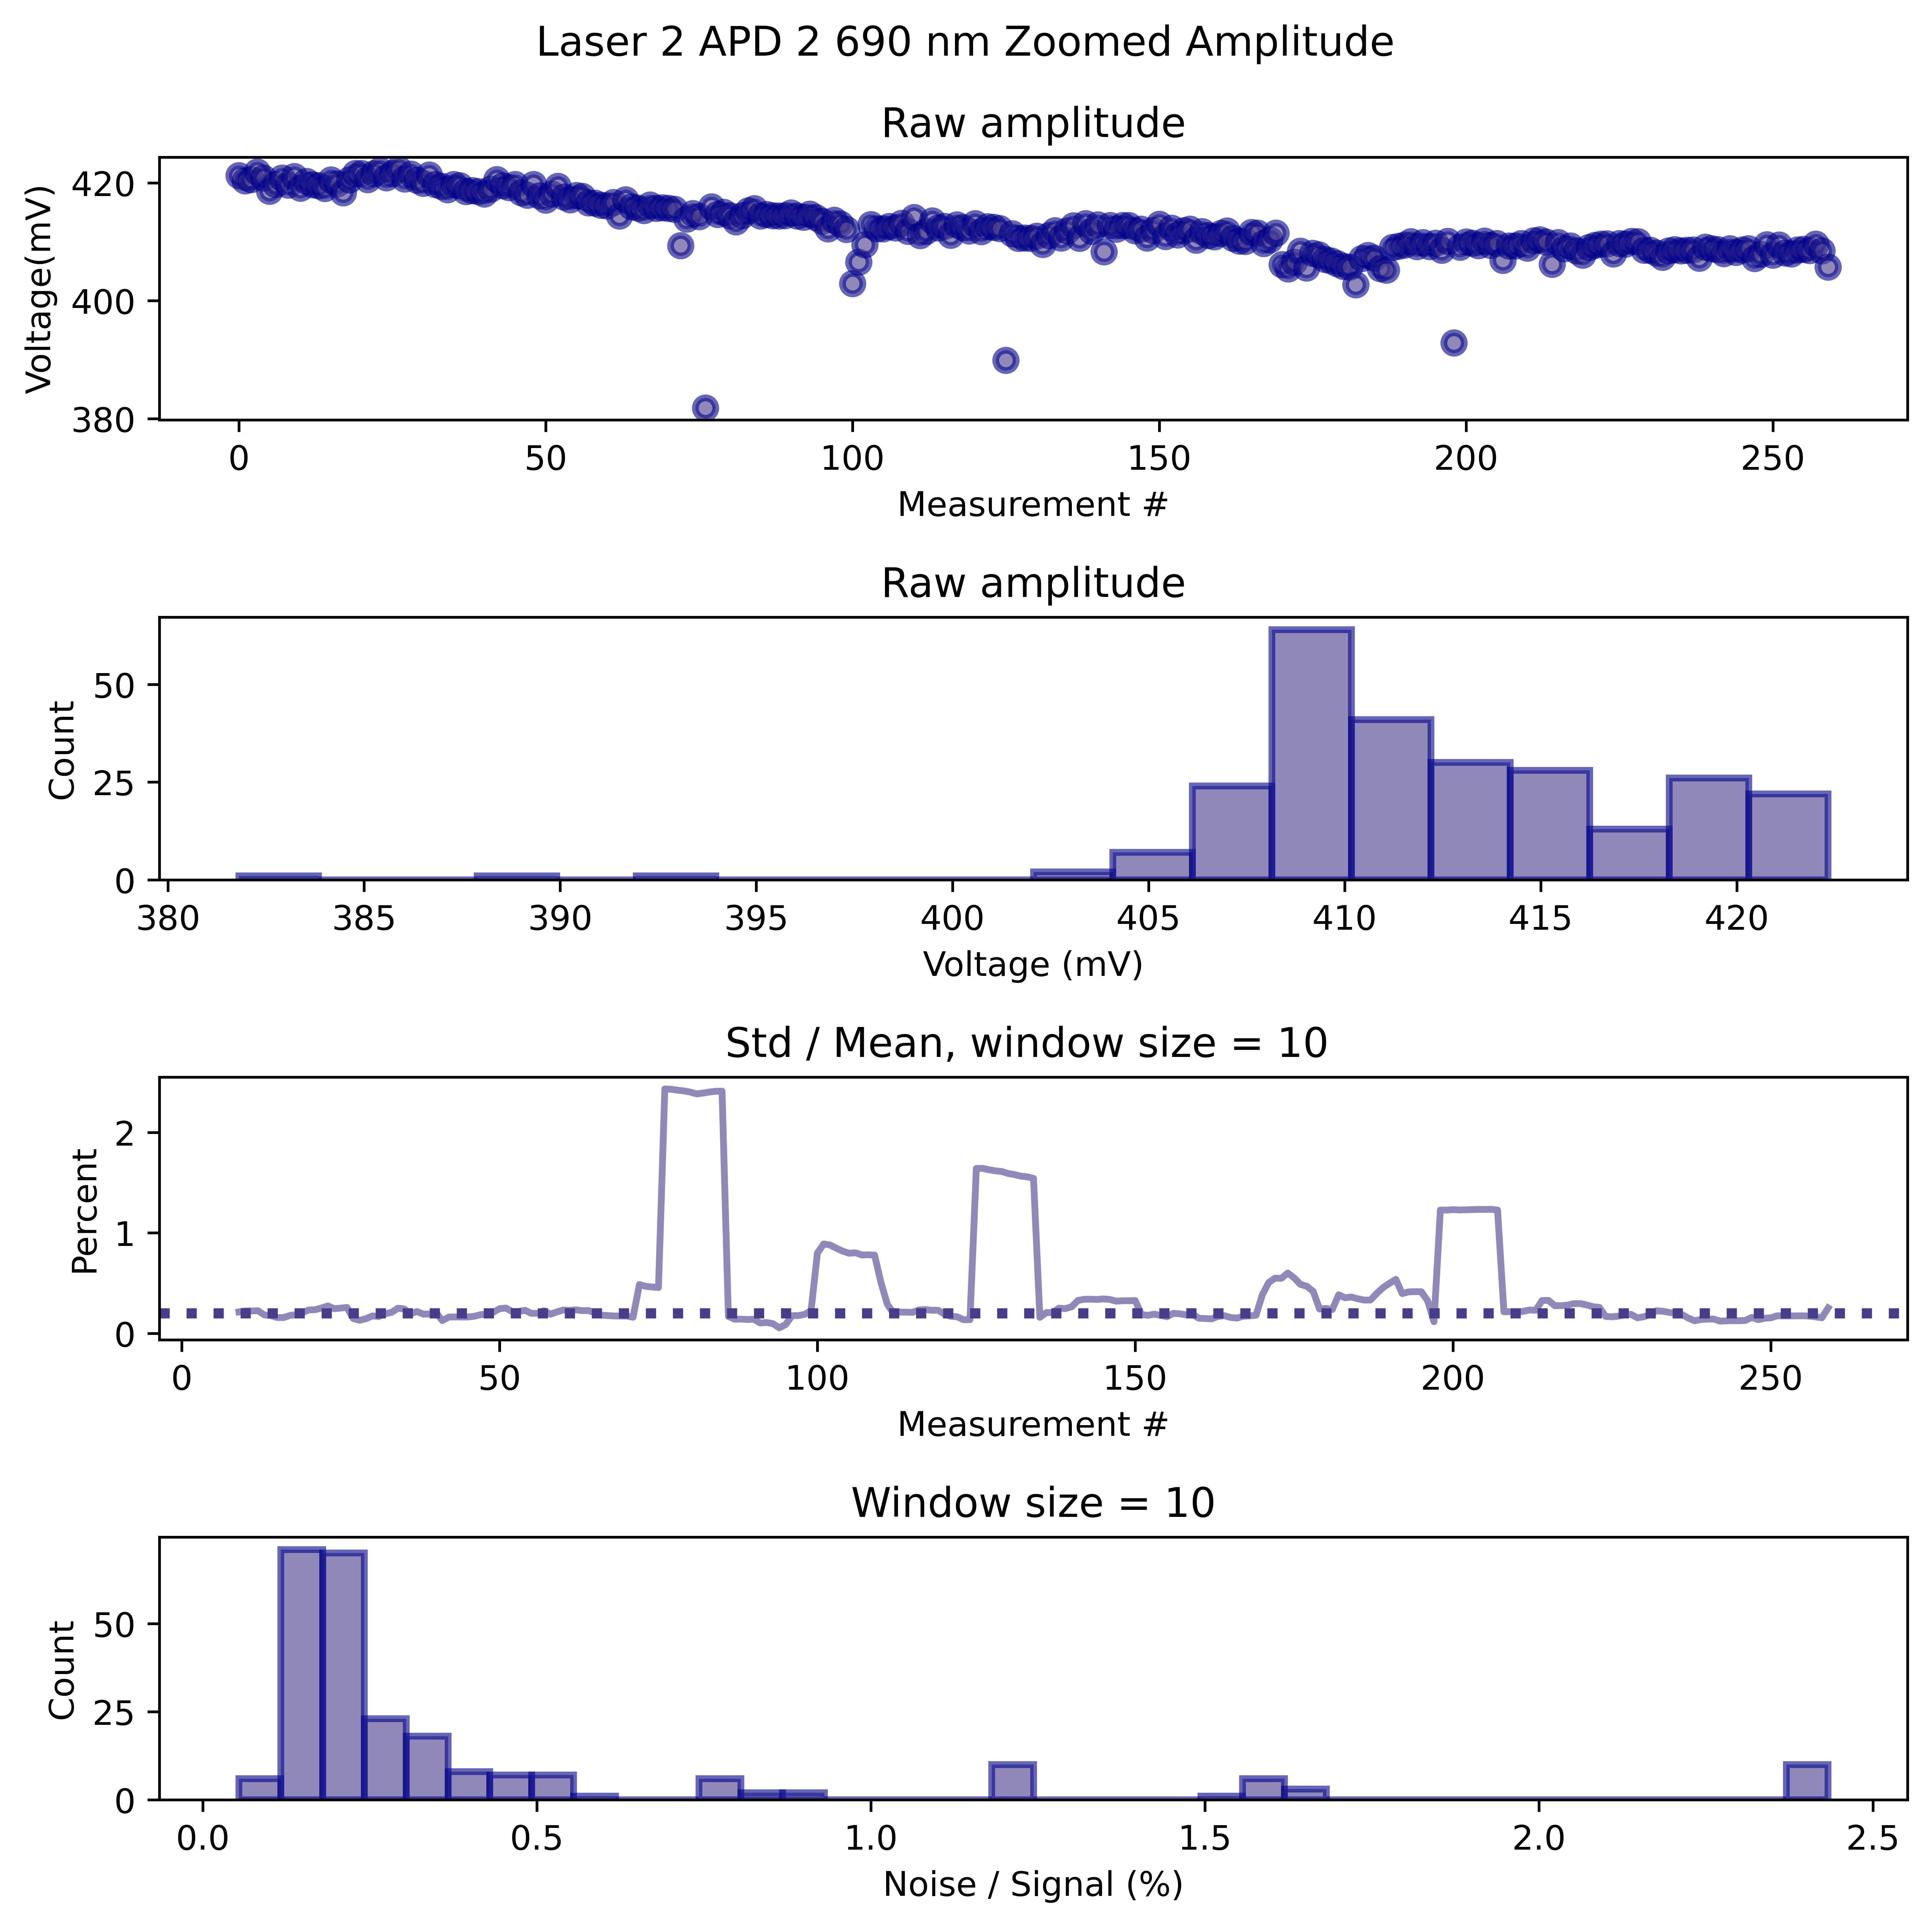 Laser 2 APD 2 690 nm Zoomed Amplitude
Raw amplitude
Voltage(mV)
420
400
380
0 50 100 150 200 250
Measurement #
Raw amplitude
Count
50
25
0
380 385 390 395 400 405 410 415 420
Voltage (mV)
Std / Mean, window size = 10
Percent
2
1
0
0 50 100 150 200 250
Measurement #
Window size = 10
Count
50
25
0
0.0 0.5 1.0 1.5 2.0 2.5
Noise / Signal (%)